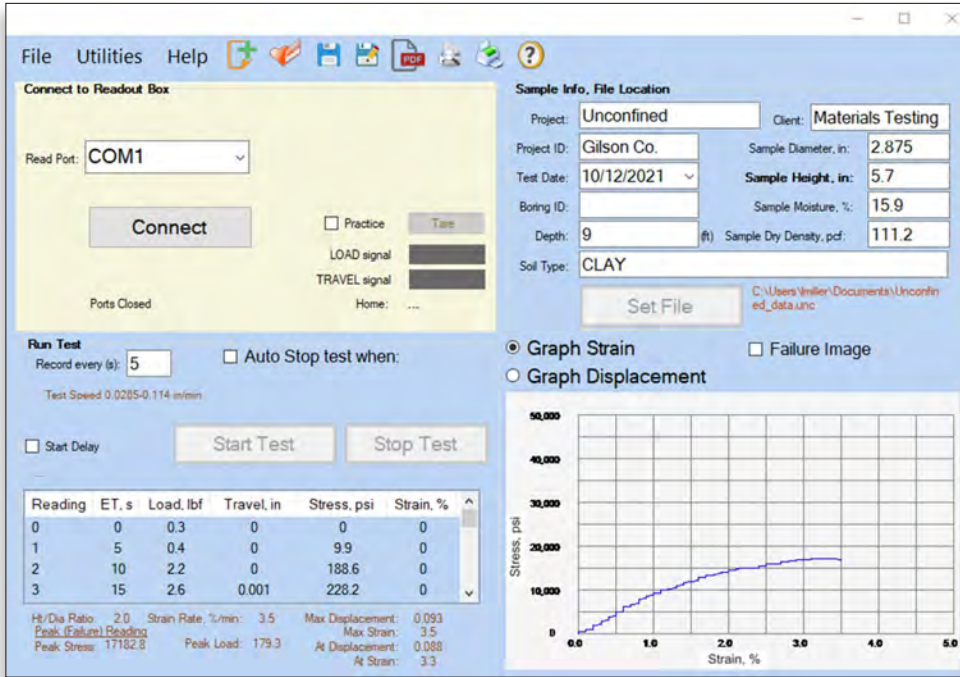 File Utilities Help PDF ?
Connect to Readout Box
Read Port: COM1
Connect
Practice Tare
LOAD signal
TRAVEL signal
Ports Closed Home: ...
Sample Info, File Location
Project: Unconfined Client: Materials Testing
Project ID: Gilson Co. Sample Diameter, in: 2.875
Test Date: 10/12/2021 Sample Height, in: 5.7
Boring ID: Sample Moisture, %: 15.9
Depth: 9 (ft) Sample Dry Density, pcf: 111.2
Soil Type: CLAY
Set File C:\Users\lmiller\Documents\Unconfin
ed_data.unc
Run Test
Record every (s): 5 Auto Stop test when:
Test Speed 0.0285-0.114 in/min
Start Delay Start Test Stop Test
...
Graph Strain Failure Image
Graph Displacement
Reading ET, s Load, lbf Travel, in Stress, psi Strain, %
0 0 0.3 0 0 0
1 5 0.4 0 9.9 0
2 10 2.2 0 188.6 0
3 15 2.6 0.001 228.2 0
Ht/Dia Ratio 2.0 Strain Rate, %/min: 3.5 Max Displacement: 0.093
Peak (Failure) Reading Max Strain: 3.5
Peak Stress: 17182.8 Peak Load: 179.3 At Displacement: 0.088
At Strain: 3.3
Stress, psi
50,000
40,000
30,000
20,000
10,000
0
0.0 1.0 2.0 3.0 4.0 5.0
Strain, %